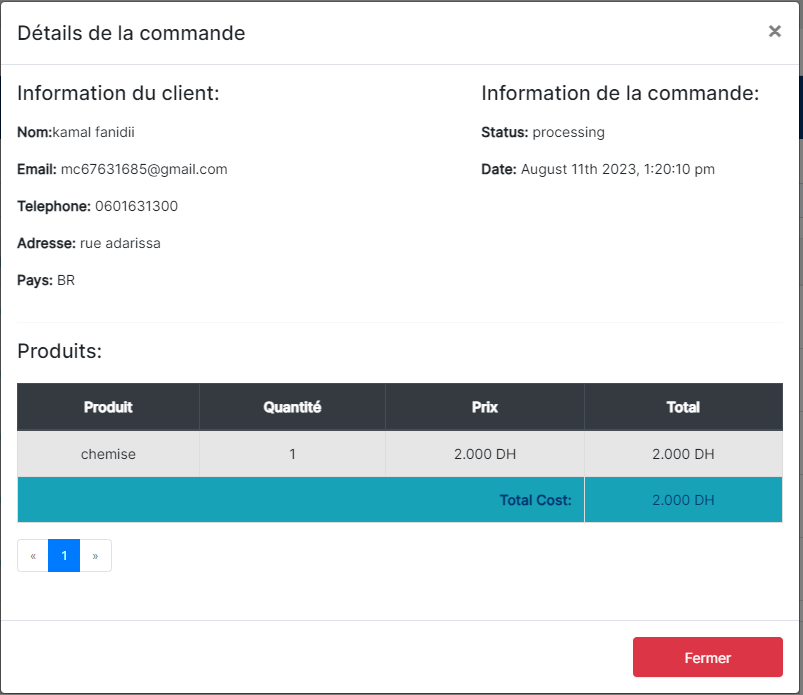 Détails de la commande ×
Information du client:
Nom:kamal fanidii
Email: mc67631685@gmail.com
Telephone: 0601631300
Adresse: rue adarissa
Pays: BR
Information de la commande:
Status: processing
Date: August 11th 2023, 1:20:10 pm
Produits:
Produit Quantité Prix Total
chemise 1 2.000 DH 2.000 DH
Total Cost: 2.000 DH
« 1 »
Fermer